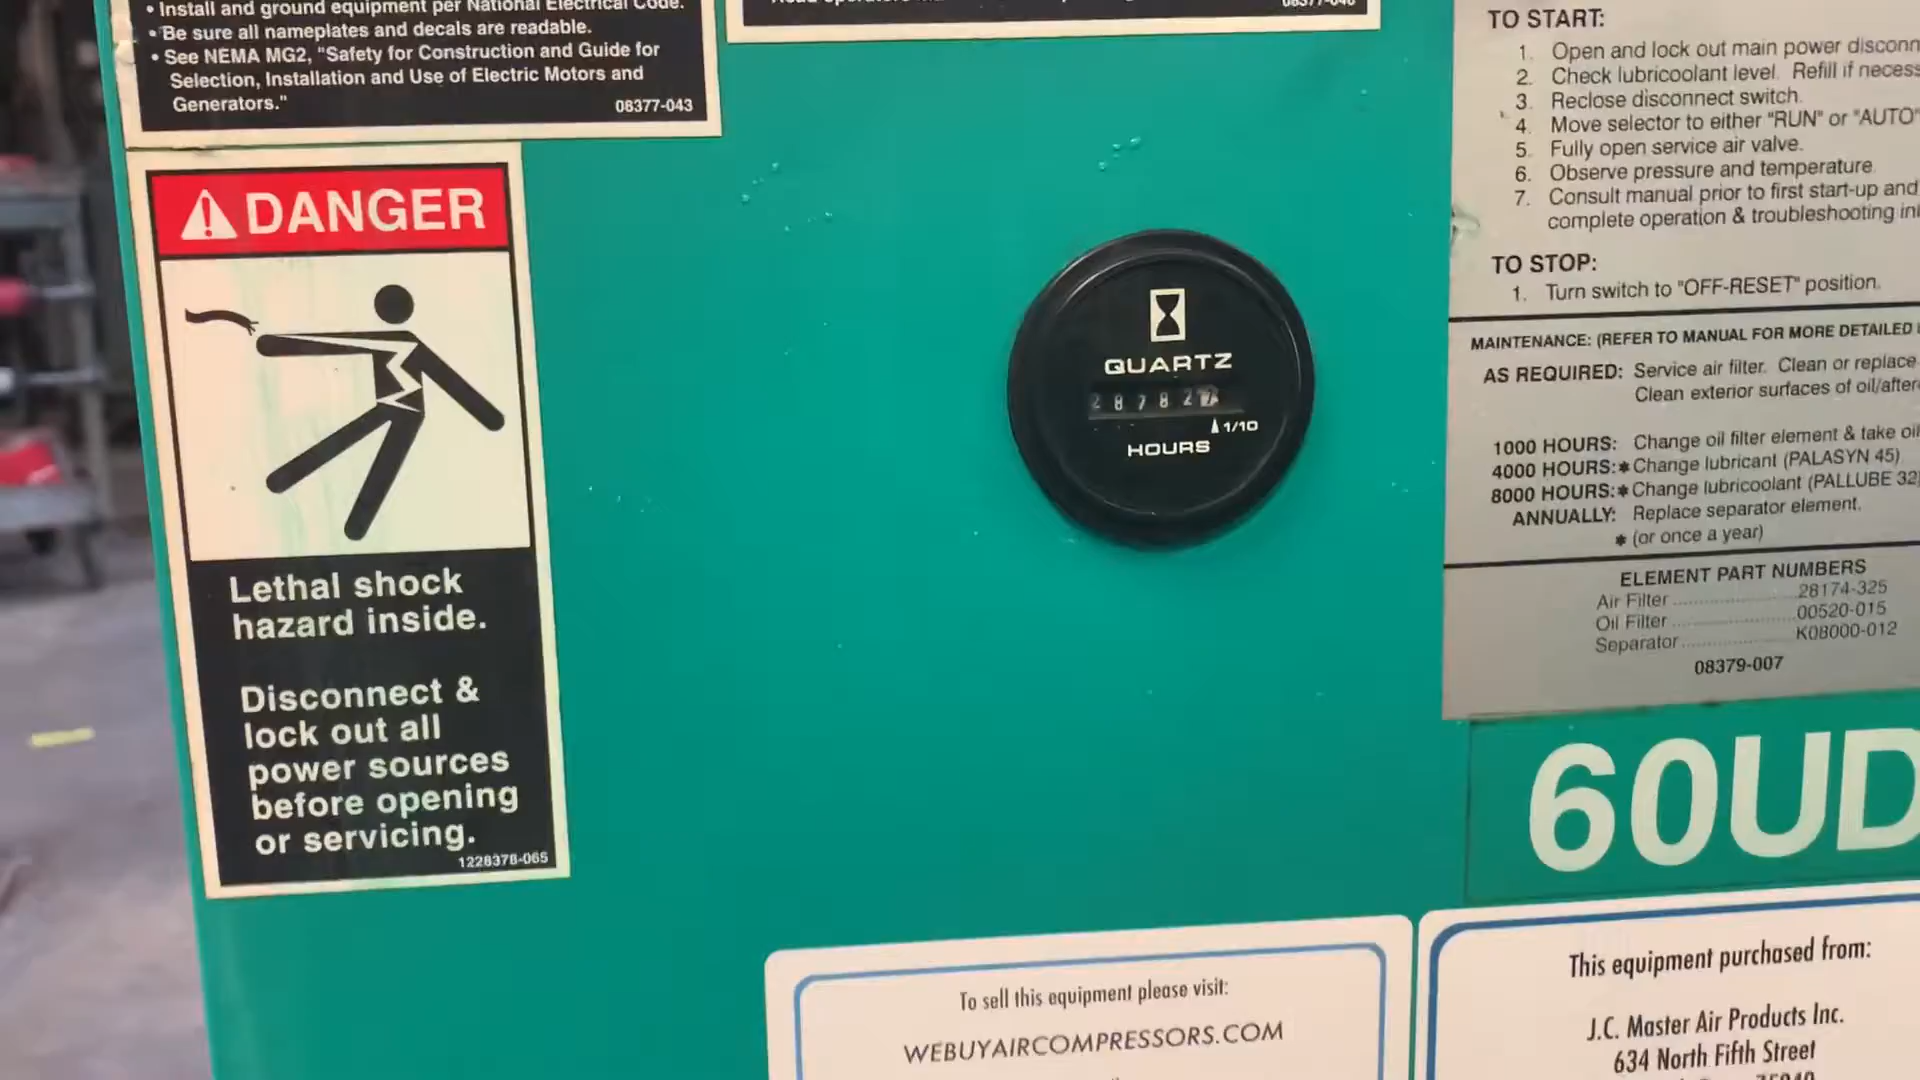 • Install and ground equipment per National Electrical Code.
• Be sure all nameplates and decals are readable.
• See NEMA MG2, "Safety for Construction and Guide for
Selection, Installation and Use of Electric Motors and
Generators."
08377-043
DANGER
Lethal shock
hazard inside.
Disconnect &
lock out all
power sources
before opening
or servicing.
1228378-065
QUARTZ
2 8 7 8 2
1/10
HOURS
TO START:
1. Open and lock out main power disconn
2. Check lubricoolant level. Refill if necess
3. Reclose disconnect switch.
4. Move selector to either "RUN" or "AUTO"
5. Fully open service air valve.
6. Observe pressure and temperature
7. Consult manual prior to first start-up and
complete operation & troubleshooting in
TO STOP:
1. Turn switch to "OFF-RESET" position.
MAINTENANCE: (REFER TO MANUAL FOR MORE DETAILED
AS REQUIRED: Service air filter. Clean or replace
Clean exterior surfaces of oil/after
1000 HOURS: Change oil filter element & take oil
4000 HOURS:* Change lubricant (PALASYN 45)
8000 HOURS:* Change lubricoolant (PALLUBE 32
ANNUALLY: Replace separator element.
* (or once a year)
ELEMENT PART NUMBERS
Air Filter 28174-325
Oil Filter 00520-015
Separator K08000-012
08379-007
60UD
To sell this equipment please visit:
WEBUYAIRCOMPRESSORS.COM
This equipment purchased from:
J.C. Master Air Products Inc.
634 North Fifth Street